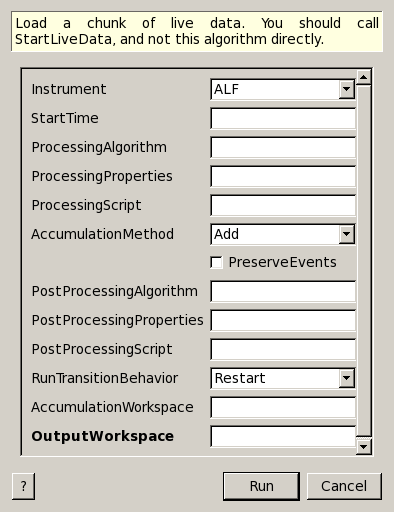 Load a chunk of live data. You should call
StartLiveData, and not this algorithm directly.
Instrument ALF
StartTime
ProcessingAlgorithm
ProcessingProperties
ProcessingScript
AccumulationMethod Add
PreserveEvents
PostProcessingAlgorithm
PostProcessingProperties
PostProcessingScript
RunTransitionBehavior Restart
AccumulationWorkspace
OutputWorkspace
? Run Cancel